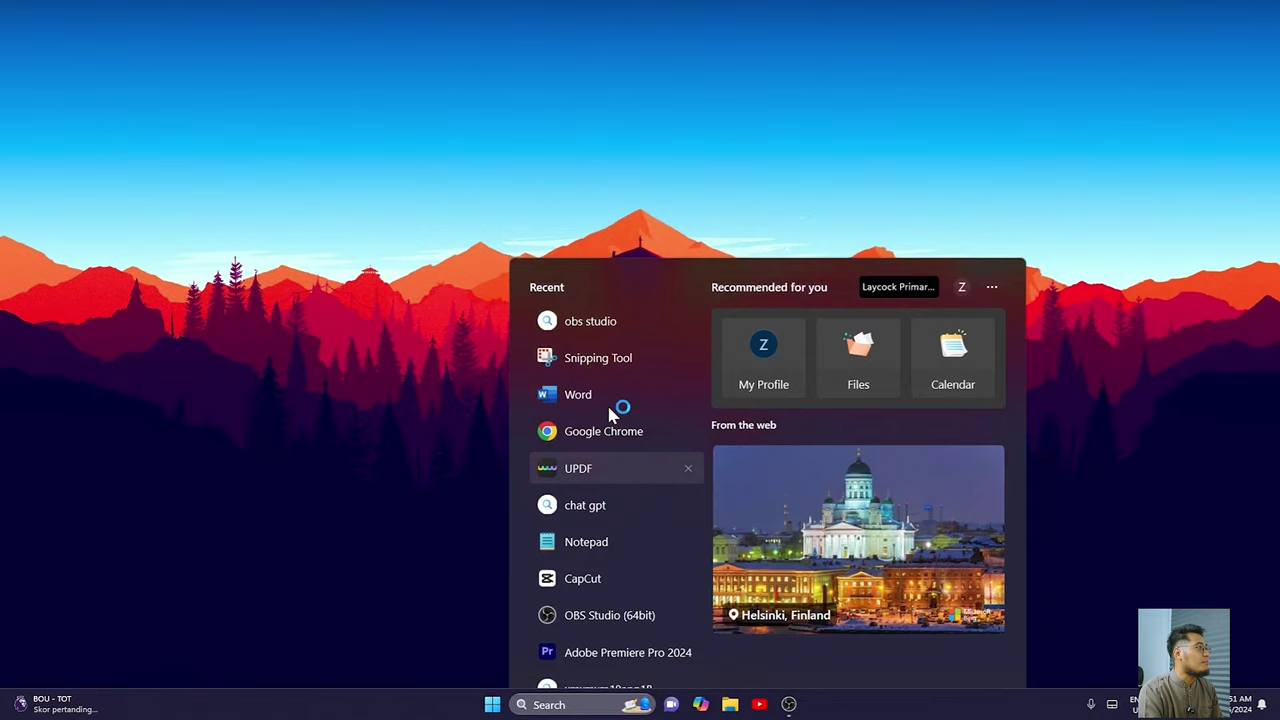 Recent
obs studio
Snipping Tool
Word
Google Chrome
UPDF
chat gpt
Notepad
CapCut
OBS Studio (64bit)
Adobe Premiere Pro 2024
Recommended for you
Laycock Primar...
Z
Z
My Profile
Files
Calendar
From the web
Helsinki, Finland
BOU - TOT
Skor pertanding...
Search